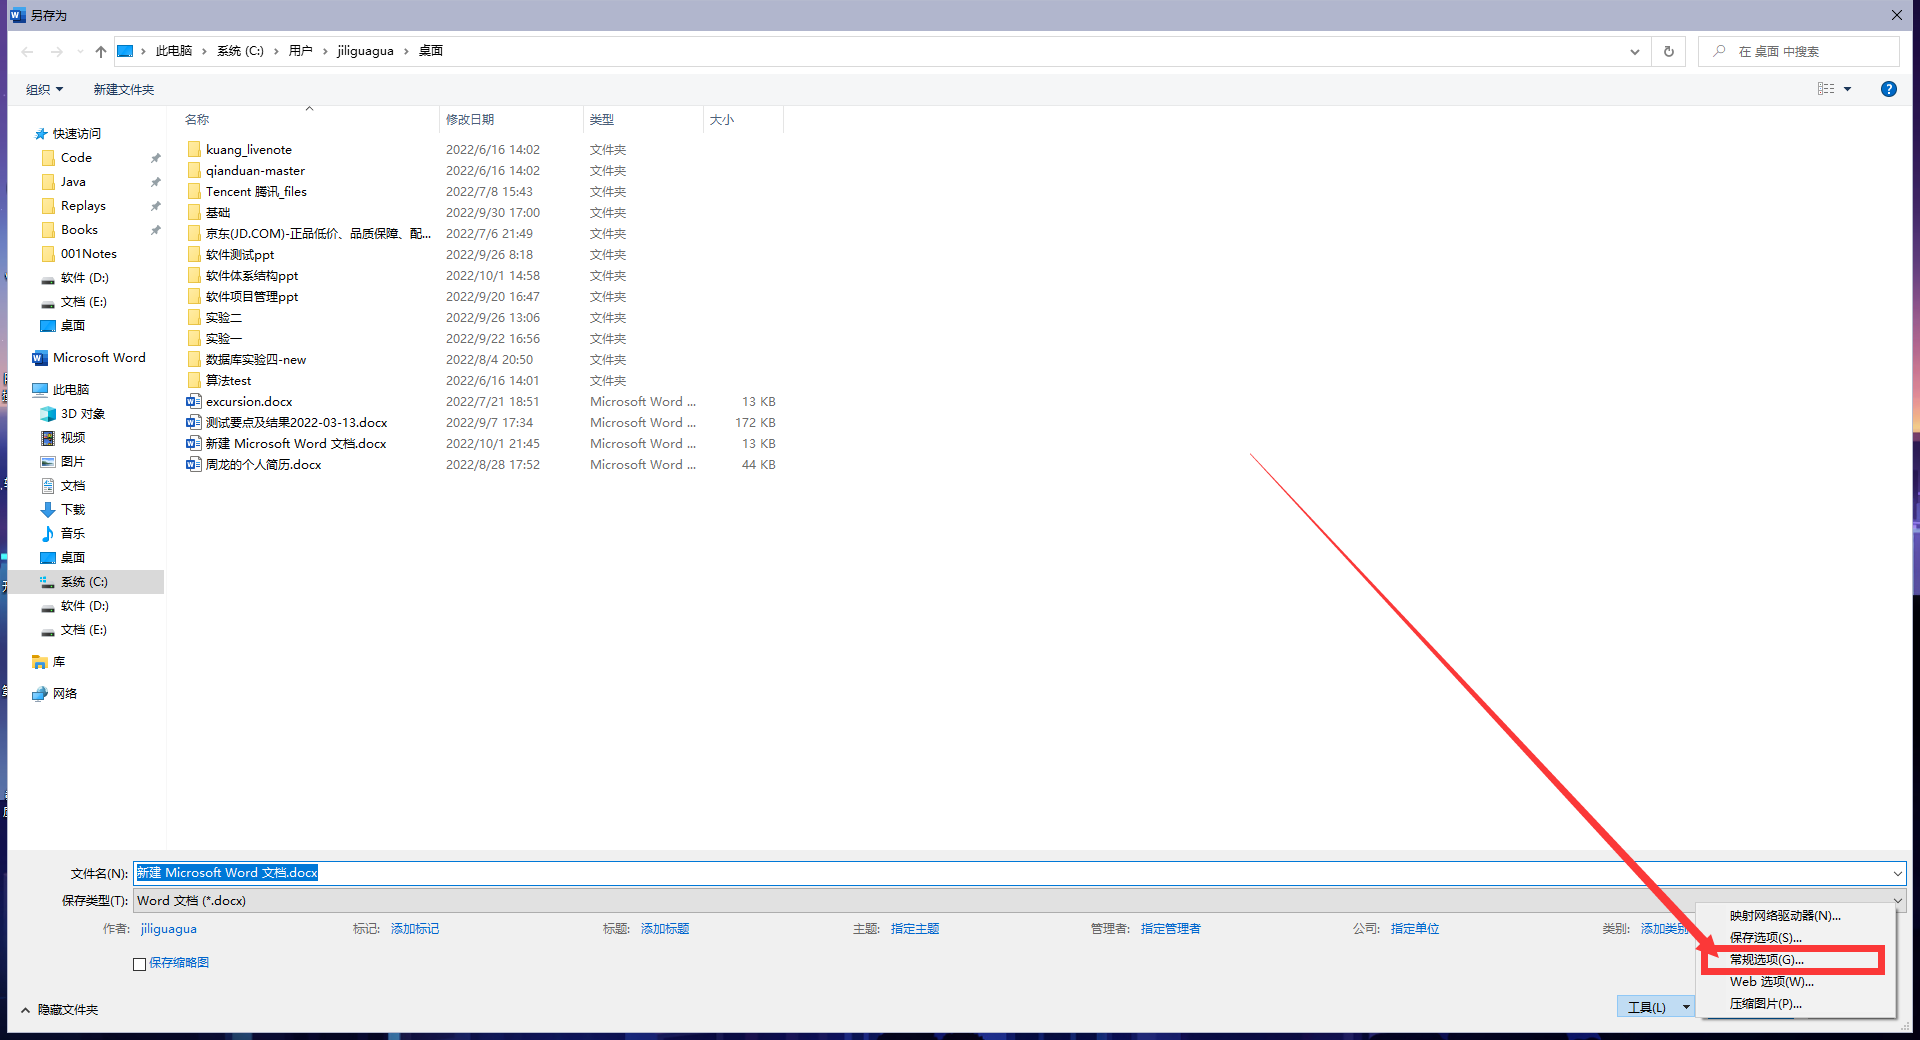 另存为
此电脑 › 系统 (C:) › 用户 › jiliguagua › 桌面
在 桌面 中搜索
组织 新建文件夹
名称 修改日期 类型 大小
快速访问
Code
Java
Replays
Books
001Notes
软件 (D:)
文档 (E:)
桌面
Microsoft Word
此电脑
3D 对象
视频
图片
文档
下载
音乐
桌面
系统 (C:)
软件 (D:)
文档 (E:)
库
网络
kuang_livenote 2022/6/16 14:02 文件夹
qianduan-master 2022/6/16 14:02 文件夹
Tencent 腾讯_files 2022/7/8 15:43 文件夹
基础 2022/9/30 17:00 文件夹
京东(JD.COM)-正品低价、品质保障、配... 2022/7/6 21:49 文件夹
软件测试ppt 2022/9/26 8:18 文件夹
软件体系结构ppt 2022/10/1 14:58 文件夹
软件项目管理ppt 2022/9/20 16:47 文件夹
实验二 2022/9/26 13:06 文件夹
实验一 2022/9/22 16:56 文件夹
数据库实验四-new 2022/8/4 20:50 文件夹
算法test 2022/6/16 14:01 文件夹
excursion.docx 2022/7/21 18:51 Microsoft Word ... 13 KB
测试要点及结果2022-03-13.docx 2022/9/7 17:34 Microsoft Word ... 172 KB
新建 Microsoft Word 文档.docx 2022/10/1 21:45 Microsoft Word ... 13 KB
周龙的个人简历.docx 2022/8/28 17:52 Microsoft Word ... 44 KB
文件名(N): 新建 Microsoft Word 文档.docx
保存类型(T): Word 文档 (*.docx)
作者: jiliguagua 标记: 添加标记 标题: 添加标题 主题: 指定主题 管理者: 指定管理者 公司: 指定单位 类别: 添加类别
保存缩略图
隐藏文件夹
工具(L)
映射网络驱动器(N)...
保存选项(S)...
常规选项(G)...
Web 选项(W)...
压缩图片(P)...